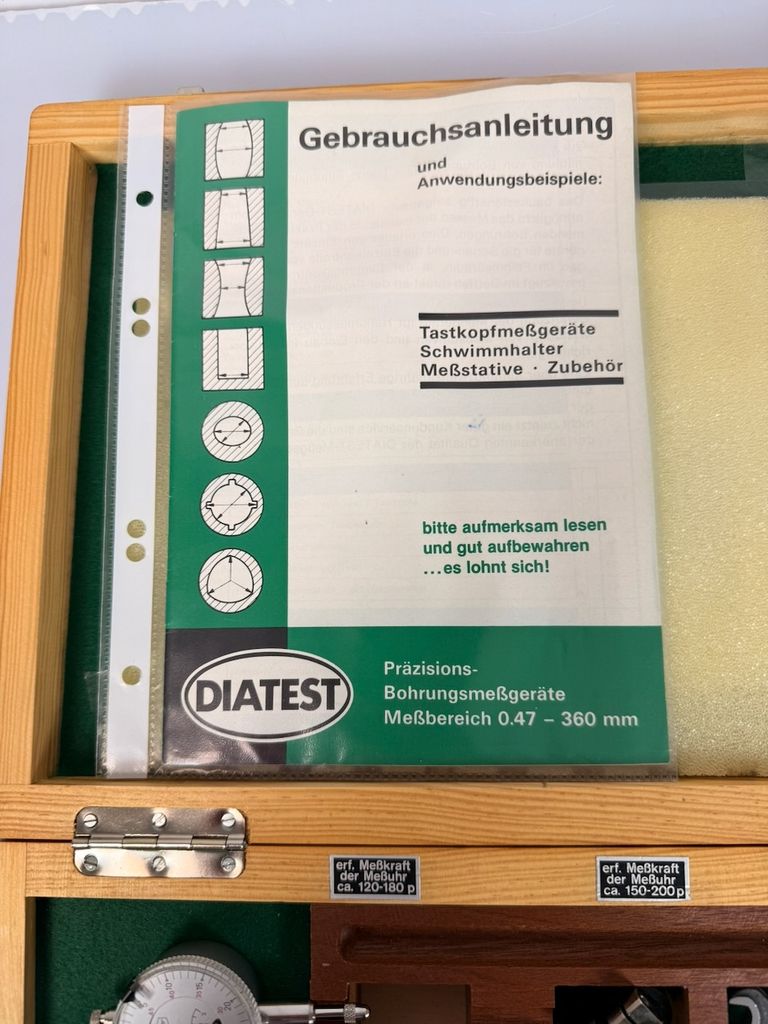 Gebrauchsanleitung
und
Anwendungsbeispiele:
Tastkopfmeßgeräte
Schwimmhalter
Meßstative · Zubehör
bitte aufmerksam lesen
und gut aufbewahren
...es lohnt sich!
DIATEST
Präzisions-
Bohrungsmeßgeräte
Meßbereich 0.47 – 360 mm
erf. Meßkraft
der Meßuhr
ca. 120-180 p
erf. Meßkraft
der Meßuhr
ca. 150-200 p